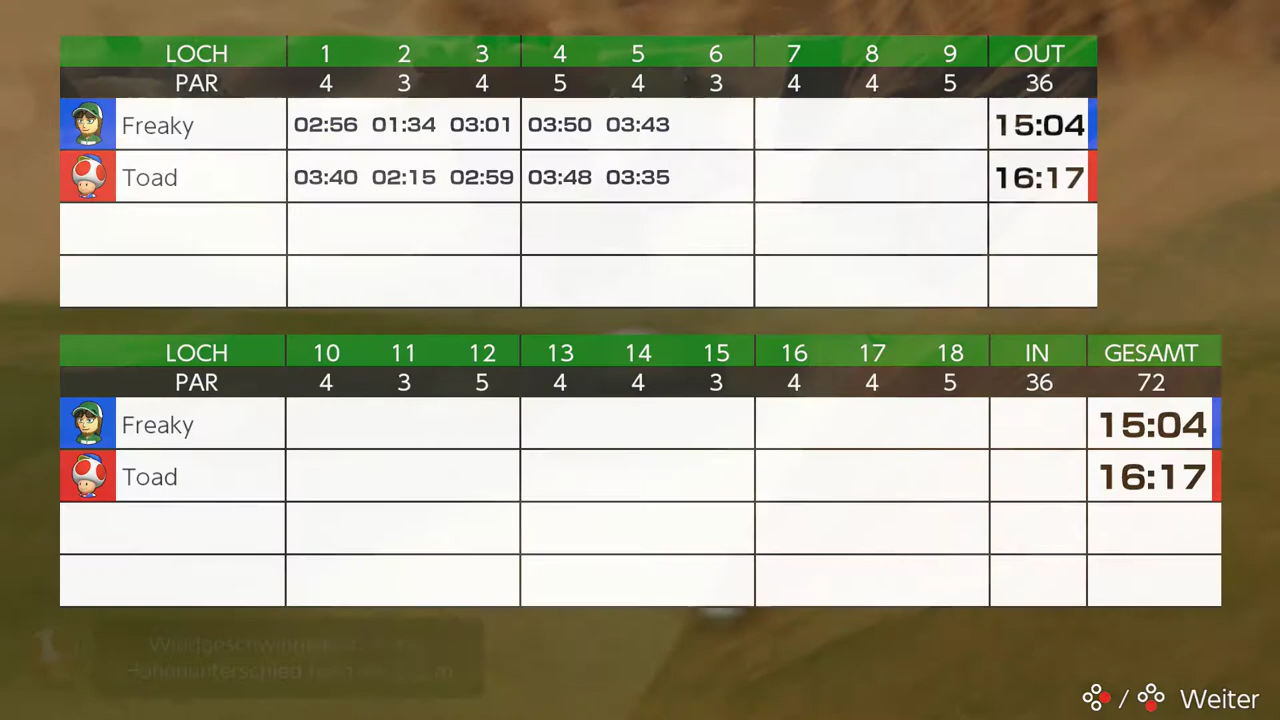 LOCH 1 2 3 4 5 6 7 8 9 OUT
PAR 4 3 4 5 4 3 4 4 5 36
Freaky 02:56 01:34 03:01 03:50 03:43 15:04
Toad 03:40 02:15 02:59 03:48 03:35 16:17
LOCH 10 11 12 13 14 15 16 17 18 IN GESAMT
PAR 4 3 5 4 4 3 4 4 5 36 72
Freaky 15:04
Toad 16:17
m
Weiter